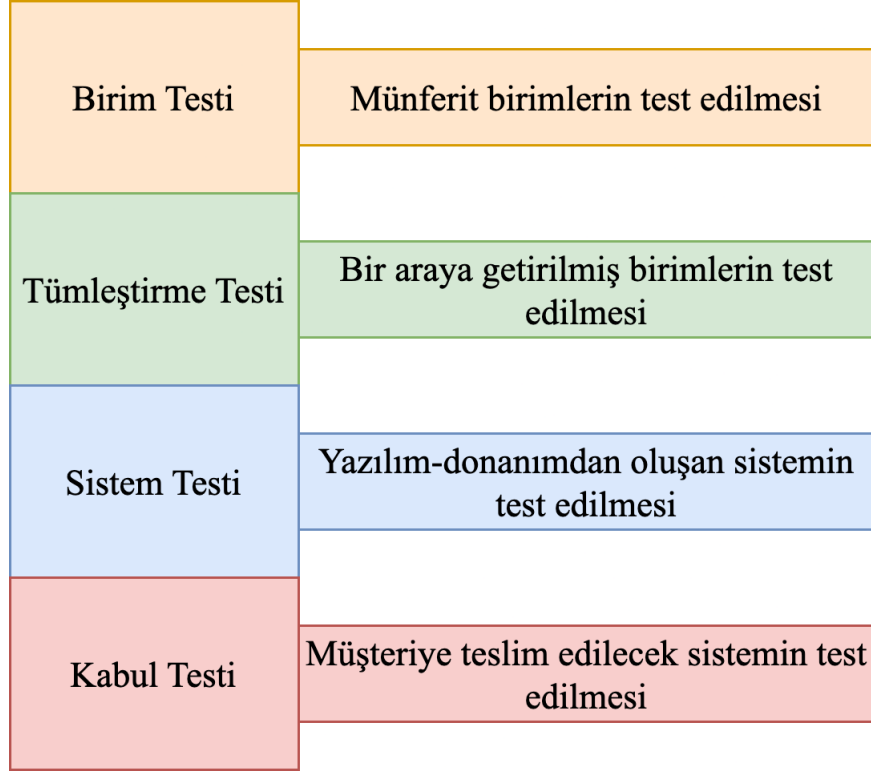 Birim Testi
Münferit birimlerin test edilmesi
Tümleştirme Testi
Bir araya getirilmiş birimlerin test
edilmesi
Sistem Testi
Yazılım-donanımdan oluşan sistemin
test edilmesi
Kabul Testi
Müşteriye teslim edilecek sistemin test
edilmesi